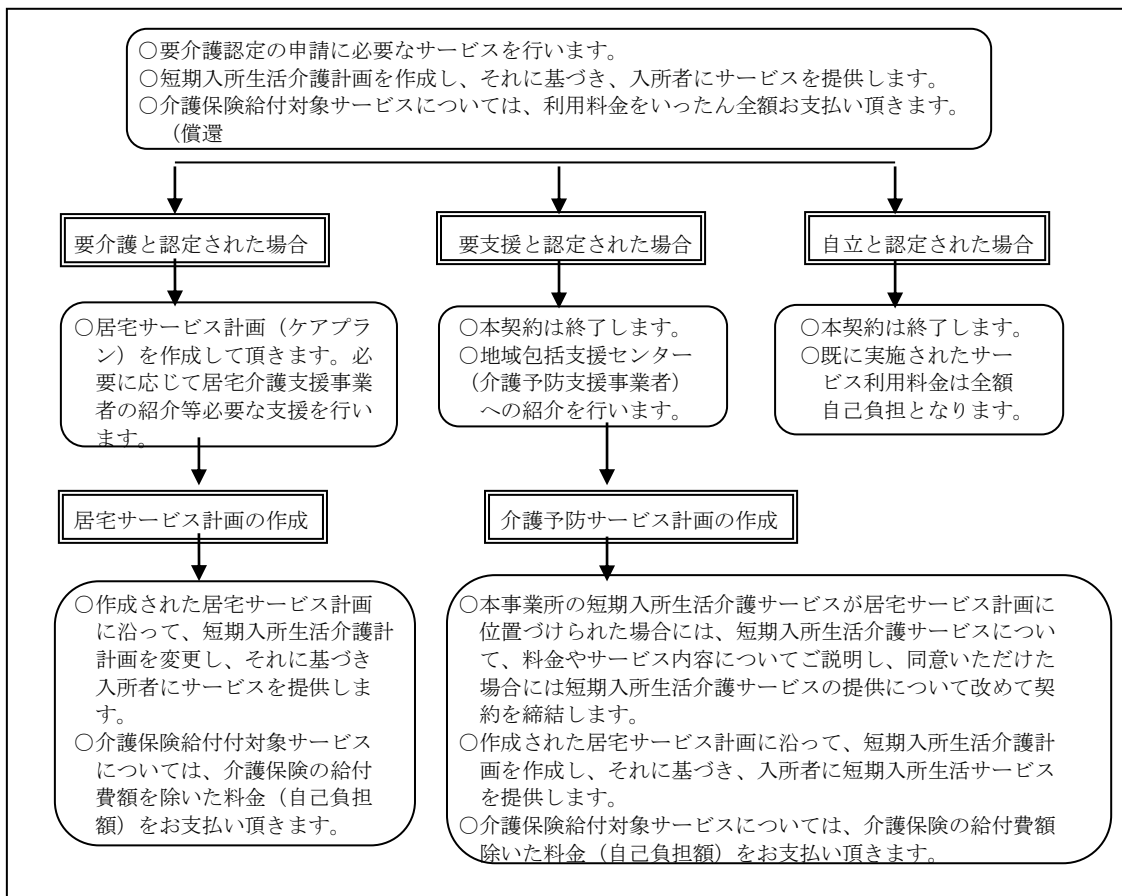 ○要介護認定の申請に必要なサービスを行います。
○短期入所生活介護計画を作成し、それに基づき、入所者にサービスを提供します。
○介護保険給付対象サービスについては、利用料金をいったん全額お支払い頂きます。
（償還
要介護と認定された場合
要支援と認定された場合
自立と認定された場合
○居宅サービス計画（ケアプラ
ン）を作成して頂きます。必
要に応じて居宅介護支援事業
者の紹介等必要な支援を行い
ます。
○本契約は終了します。
○地域包括支援センター
（介護予防支援事業者）
への紹介を行います。
○本契約は終了します。
○既に実施されたサー
ビス利用料金は全額
自己負担となります。
居宅サービス計画の作成
介護予防サービス計画の作成
○作成された居宅サービス計画
に沿って、短期入所生活介護計
計画を変更し、それに基づき
入所者にサービスを提供しま
す。
○介護保険給付付対象サービス
については、介護保険の給付
費額を除いた料金（自己負担
額）をお支払い頂きます。
○本事業所の短期入所生活介護サービスが居宅サービス計画に
位置づけられた場合には、短期入所生活介護サービスについ
て、料金やサービス内容についてご説明し、同意いただけた
場合には短期入所生活介護サービスの提供について改めて契
約を締結します。
○作成された居宅サービス計画に沿って、短期入所生活介護計
画を作成し、それに基づき、入所者に短期入所生活サービス
を提供します。
○介護保険給付対象サービスについては、介護保険の給付費額
除いた料金（自己負担額）をお支払い頂きます。